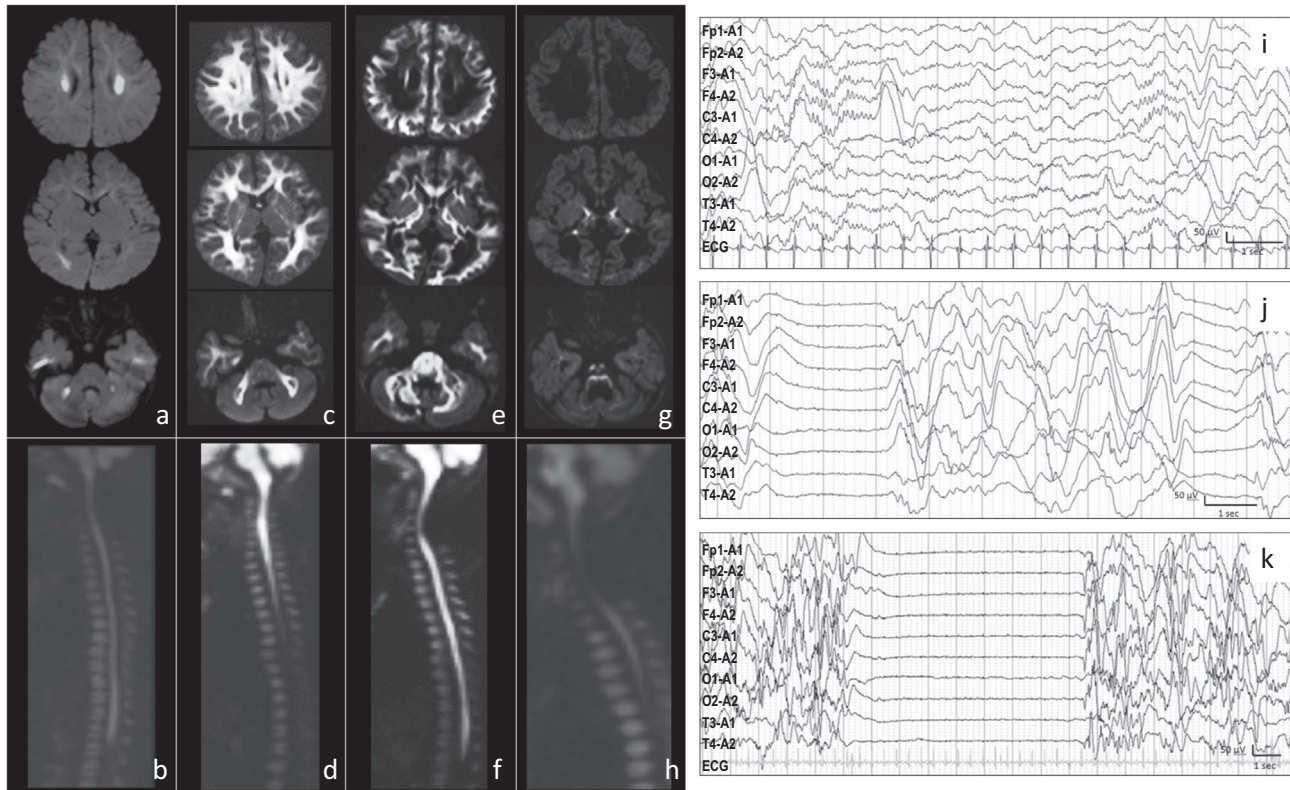 a
c
e
g
b
d
f
h
i
Fp1-A1
Fp2-A2
F3-A1
F4-A2
C3-A1
C4-A2
O1-A1
O2-A2
T3-A1
T4-A2
ECG
50 µV
1 sec
j
Fp1-A1
Fp2-A2
F3-A1
F4-A2
C3-A1
C4-A2
O1-A1
O2-A2
T3-A1
T4-A2
50 µV
1 sec
k
Fp1-A1
Fp2-A2
F3-A1
F4-A2
C3-A1
C4-A2
O1-A1
O2-A2
T3-A1
T4-A2
ECG
50 µV
1 sec